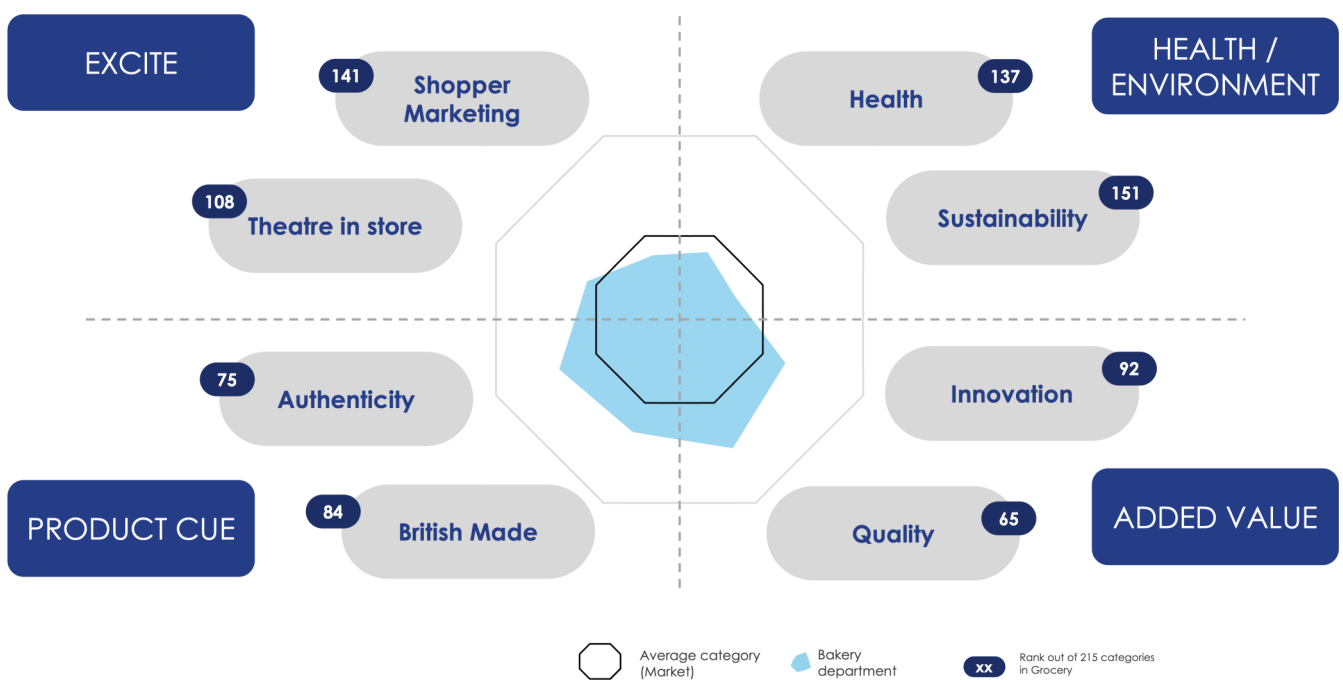 EXCITE
141
Shopper
Marketing
137
Health
HEALTH /
ENVIRONMENT
108
Theatre in store
151
Sustainability
75
Authenticity
92
Innovation
PRODUCT CUE
84
British Made
65
Quality
ADDED VALUE
Average category
(Market)
Bakery
department
xx
Rank out of 215 categories
in Grocery